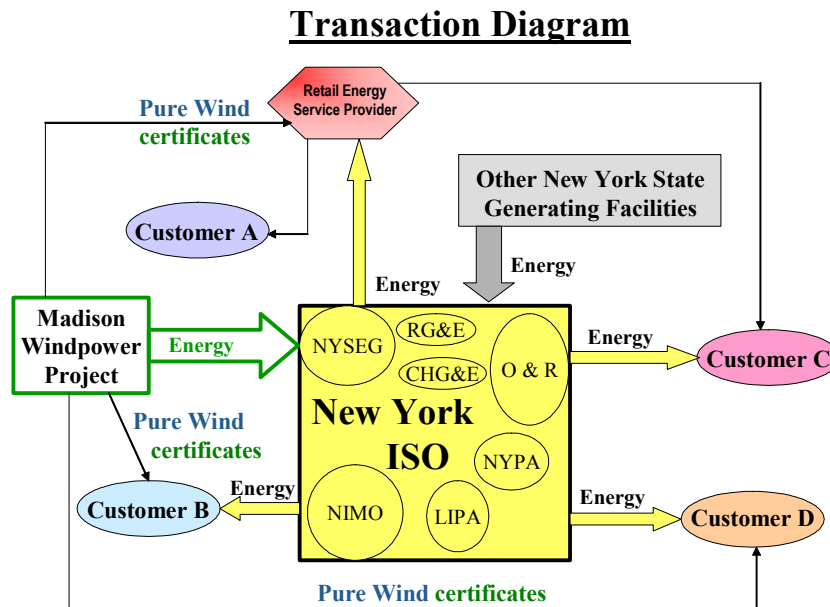 Transaction Diagram
Retail Energy
Service Provider
Pure Wind
certificates
Other New York State
Generating Facilities
Customer A
Energy
Energy
Madison
Windpower
Project
Energy
NYSEG
RG&E
CHG&E
O & R
Energy
Customer C
Pure Wind
certificates
New York
ISO
NYPA
Energy
Customer B
NIMO
LIPA
Energy
Customer D
Pure Wind certificates